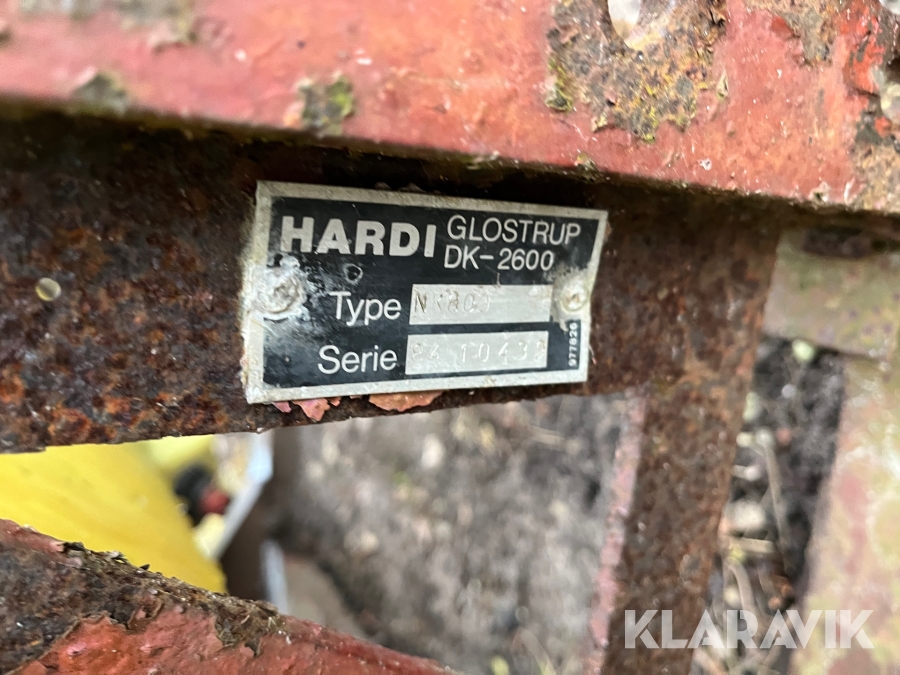 HARDI GLOSTRUP
DK-2600
Type
Serie
977826
KLARAVIK